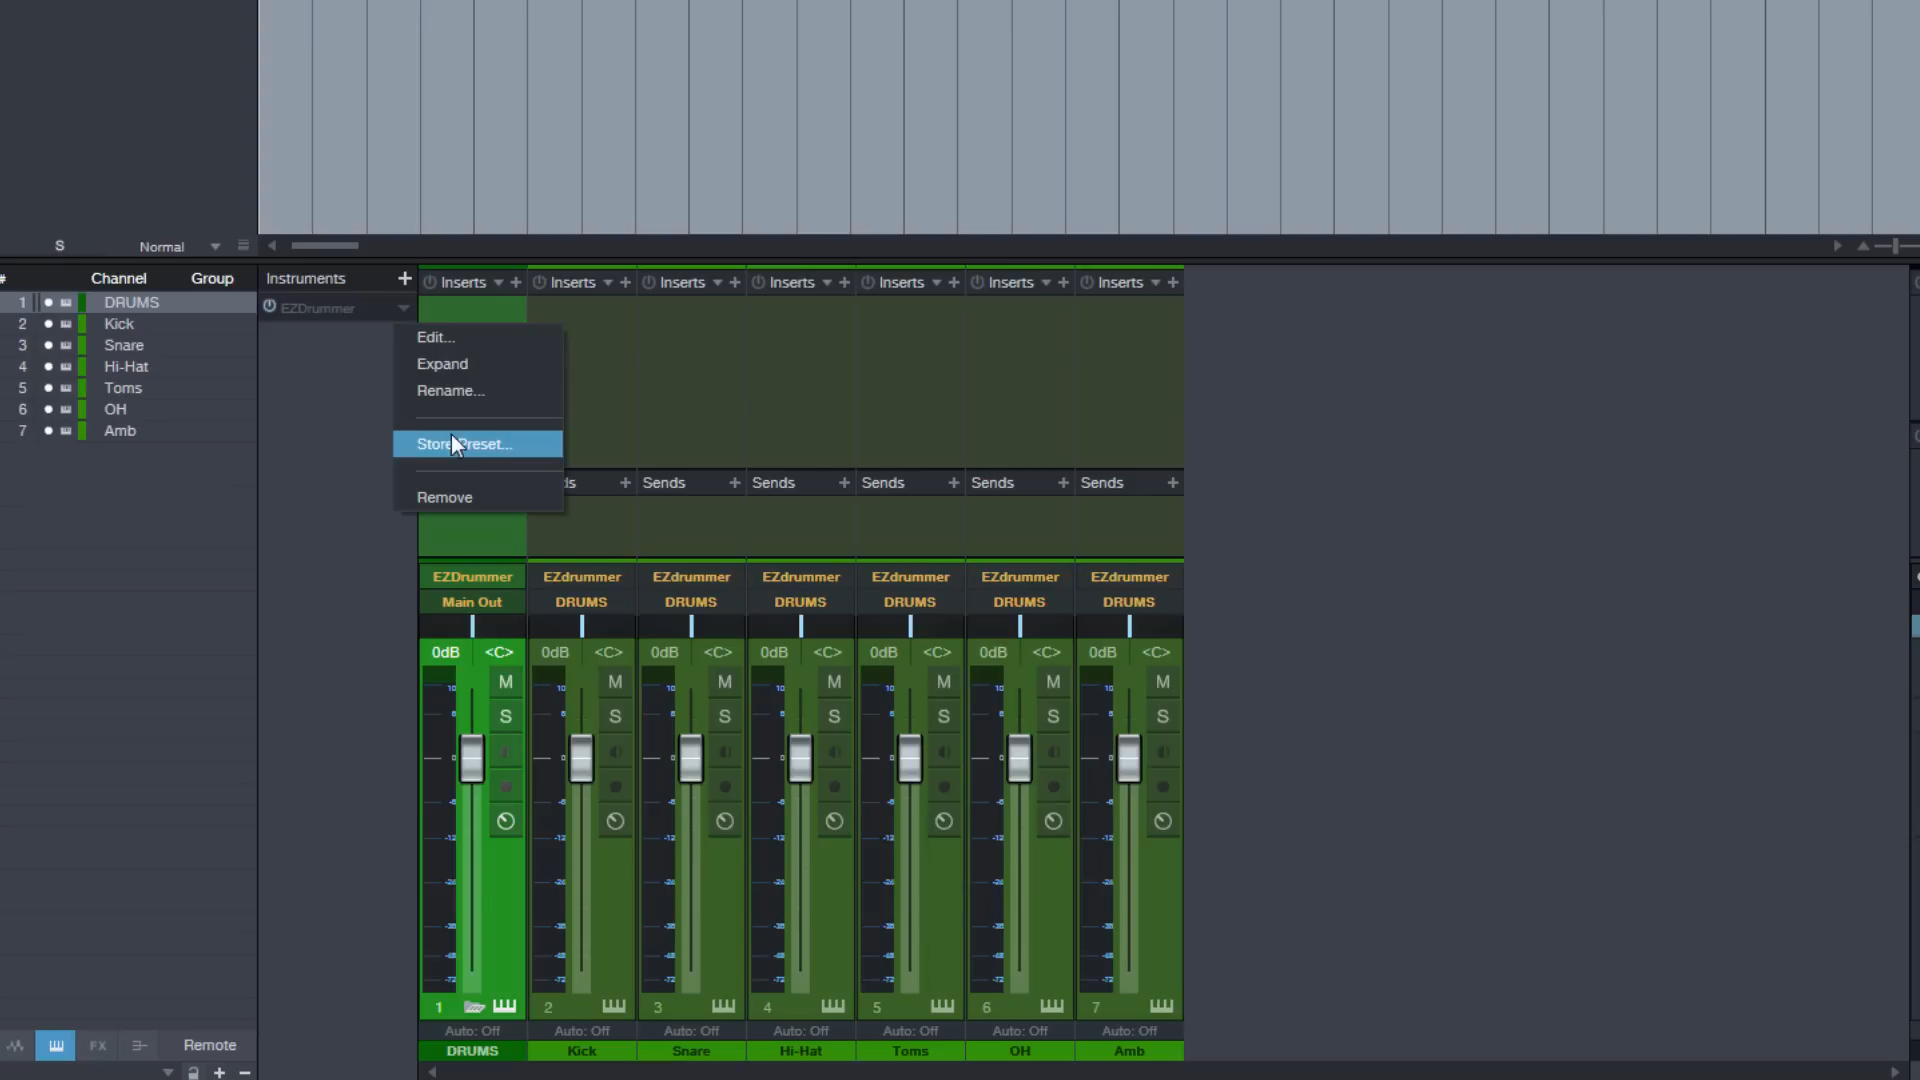 S
Normal
# Channel Group
Instruments
Inserts Inserts Inserts Inserts Inserts Inserts Inserts
1 DRUMS
EZDrummer
2 Kick
3 Snare
4 Hi-Hat
5 Toms
6 OH
7 Amb
Edit...
Expand
Rename...
Store Preset...
Remove
Sends Sends Sends Sends Sends
EZDrummer EZdrummer EZdrummer EZdrummer EZdrummer EZdrummer EZdrummer
Main Out DRUMS DRUMS DRUMS DRUMS DRUMS DRUMS
0dB <C> 0dB <C> 0dB <C> 0dB <C> 0dB <C> 0dB <C> 0dB <C>
M M M M M M M
S S S S S S S
1 2 3 4 5 6 7
Auto: Off Auto: Off Auto: Off Auto: Off Auto: Off Auto: Off Auto: Off
FX Remote
DRUMS Kick Snare Hi-Hat Toms OH Amb